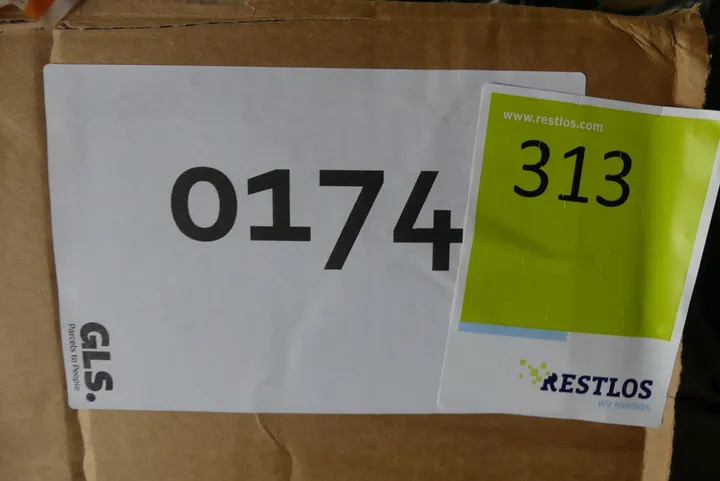 0174
GLS.
Parcels to People
www.restlos.com
313
RESTLOS
Wir handeln.